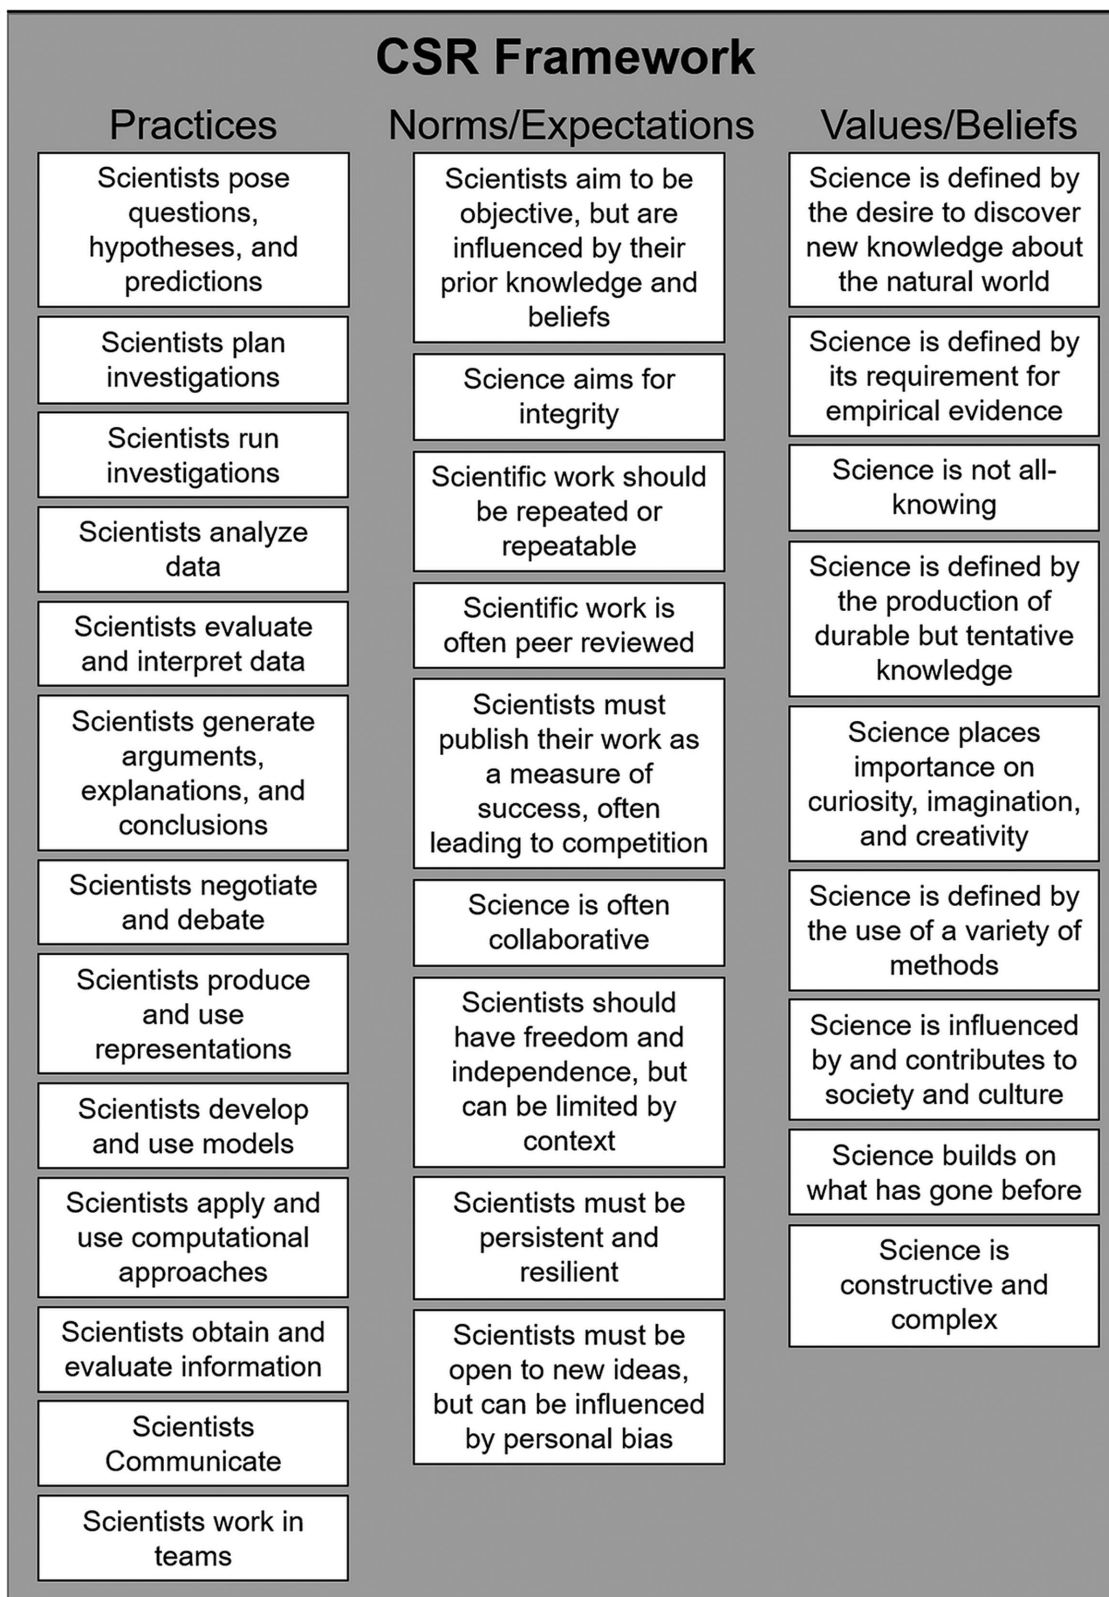 CSR Framework
Practices
Scientists pose
questions,
hypotheses, and
predictions
Scientists plan
investigations
Scientists run
investigations
Scientists analyze
data
Scientists evaluate
and interpret data
Scientists generate
arguments,
explanations, and
conclusions
Scientists negotiate
and debate
Scientists produce
and use
representations
Scientists develop
and use models
Scientists apply and
use computational
approaches
Scientists obtain and
evaluate information
Scientists
Communicate
Scientists work in
teams
Norms/Expectations
Scientists aim to be
objective, but are
influenced by their
prior knowledge and
beliefs
Science aims for
integrity
Scientific work should
be repeated or
repeatable
Scientific work is
often peer reviewed
Scientists must
publish their work as
a measure of
success, often
leading to competition
Science is often
collaborative
Scientists should
have freedom and
independence, but
can be limited by
context
Scientists must be
persistent and
resilient
Scientists must be
open to new ideas,
but can be influenced
by personal bias
Values/Beliefs
Science is defined by
the desire to discover
new knowledge about
the natural world
Science is defined by
its requirement for
empirical evidence
Science is not all-
knowing
Science is defined by
the production of
durable but tentative
knowledge
Science places
importance on
curiosity, imagination,
and creativity
Science is defined by
the use of a variety of
methods
Science is influenced
by and contributes to
society and culture
Science builds on
what has gone before
Science is
constructive and
complex